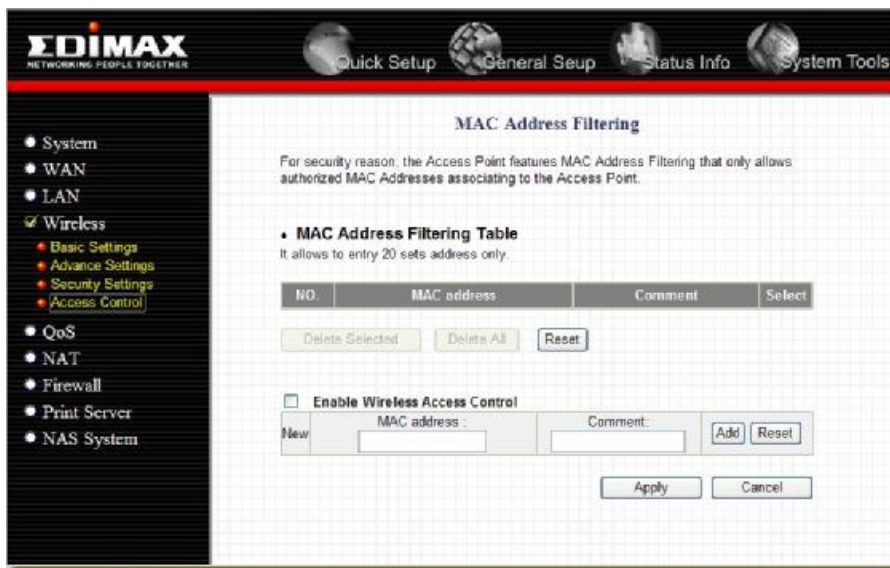 EDIMAX
NETWORKING PEOPLE TOGETHER
Quick Setup
General Seup
Status Info
System Tools
System
WAN
LAN
Wireless
Basic Settings
Advance Settings
Security Settings
Access Control
QoS
NAT
Firewall
Print Server
NAS System
MAC Address Filtering
For security reason, the Access Point features MAC Address Filtering that only allows
authorized MAC Addresses associating to the Access Point.
MAC Address Filtering Table
It allows to entry 20 sets address only.
NO. MAC address Comment Select
Delete Selected Delete All Reset
Enable Wireless Access Control
New MAC address : Comment: Add Reset
Apply Cancel